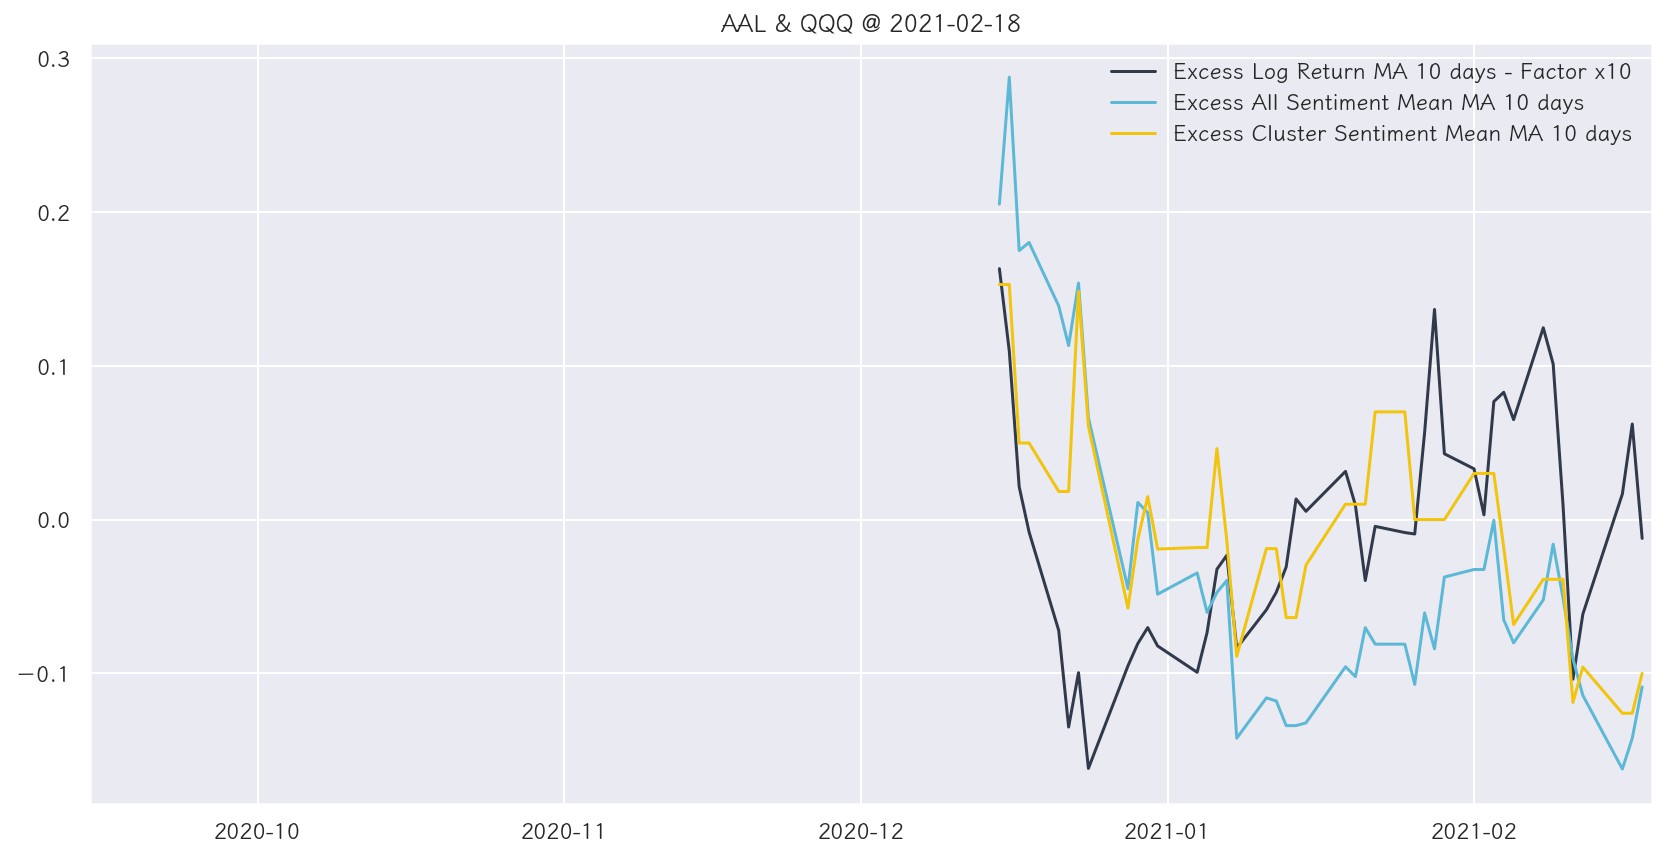 AAL & QQQ @ 2021-02-18
Excess Log Return MA 10 days - Factor x10
Excess All Sentiment Mean MA 10 days
Excess Cluster Sentiment Mean MA 10 days
0.3
0.2
0.1
0.0
−0.1
2020-10
2020-11
2020-12
2021-01
2021-02